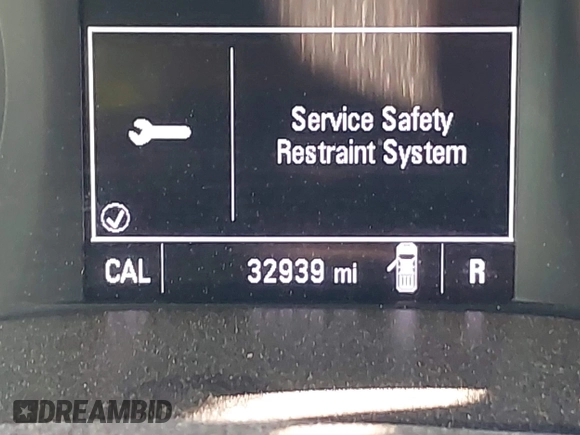 Service Safety
Restraint System
CAL 32939 mi R
DREAMBID